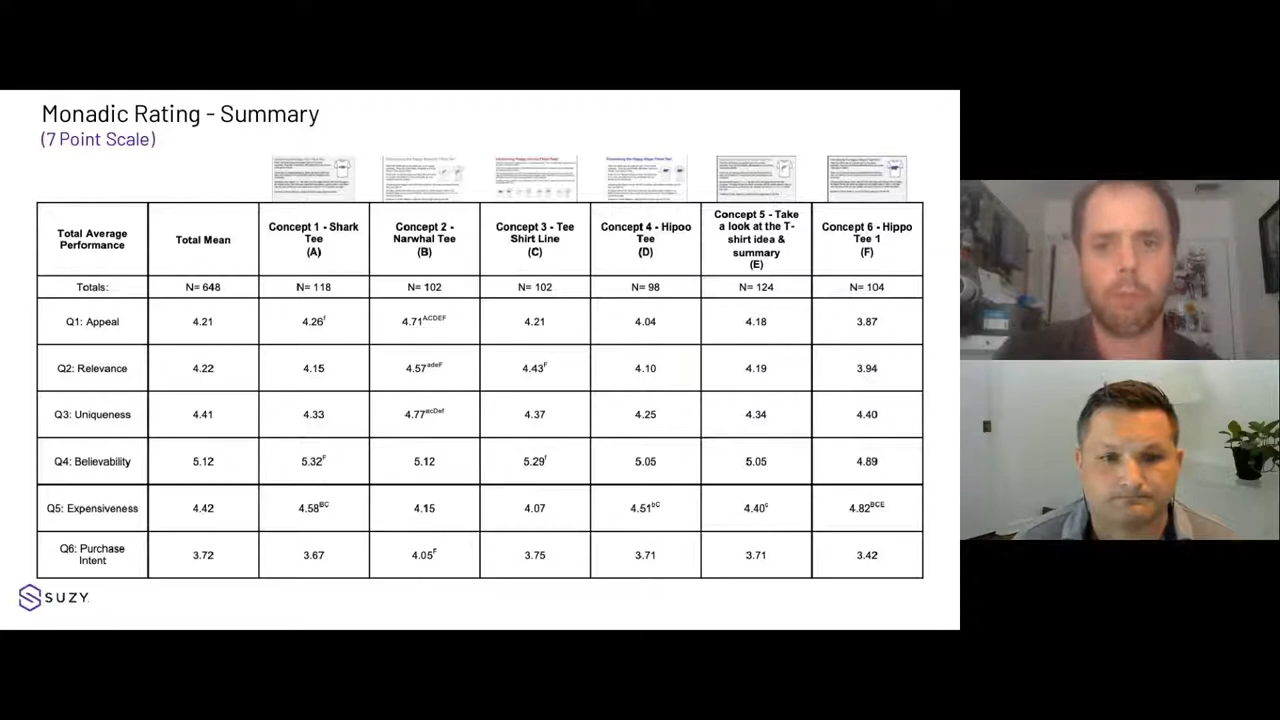 Monadic Rating - Summary
(7 Point Scale)
Total Average Performance
Total Mean
Concept 1 - Shark Tee (A)
Concept 2 - Narwhal Tee (B)
Concept 3 - Tee Shirt Line (C)
Concept 4 - Hipoo Tee (D)
Concept 5 - Take a look at the T-shirt idea & summary (E)
Concept 6 - Hippo Tee 1 (F)
Totals: N= 648 N= 118 N= 102 N= 102 N= 98 N= 124 N= 104
Q1: Appeal 4.21 4.26f 4.71ACDEF 4.21 4.04 4.18 3.87
Q2: Relevance 4.22 4.15 4.57adeF 4.43F 4.10 4.19 3.94
Q3: Uniqueness 4.41 4.33 4.77acDef 4.37 4.25 4.34 4.40
Q4: Believability 5.12 5.32F 5.12 5.29f 5.05 5.05 4.89
Q5: Expensiveness 4.42 4.58BC 4.15 4.07 4.51bC 4.40c 4.82BCE
Q6: Purchase Intent 3.72 3.67 4.05F 3.75 3.71 3.71 3.42
SUZY